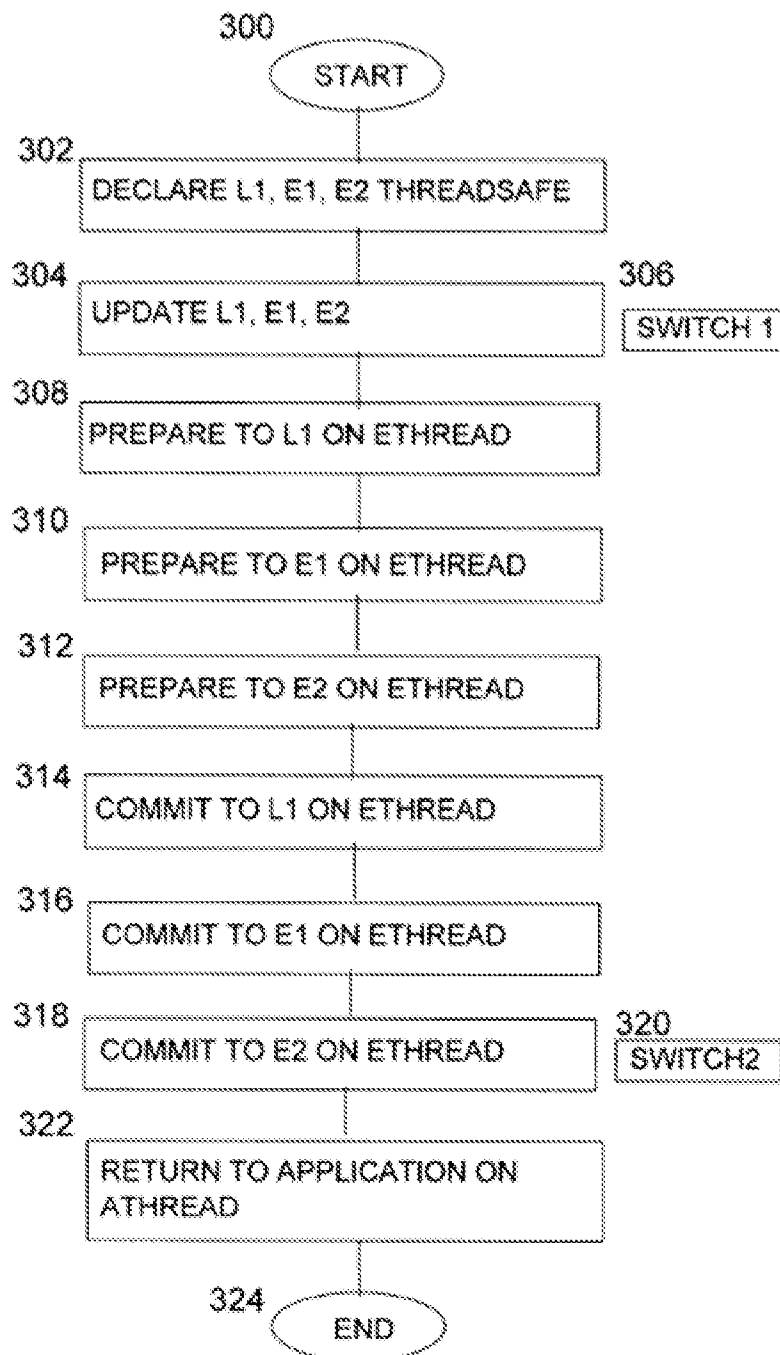 300
START
302
DECLARE L1, E1, E2 THREADSAFE
304
UPDATE L1, E1, E2
306
SWITCH 1
308
PREPARE TO L1 ON ETHREAD
310
PREPARE TO E1 ON ETHREAD
312
PREPARE TO E2 ON ETHREAD
314
COMMIT TO L1 ON ETHREAD
316
COMMIT TO E1 ON ETHREAD
318
COMMIT TO E2 ON ETHREAD
320
SWITCH2
322
RETURN TO APPLICATION ON
ATHREAD
324
END